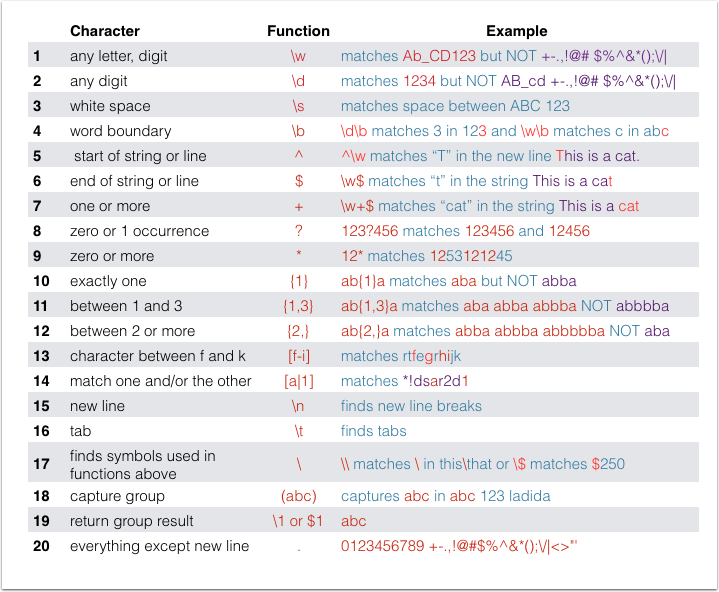 Character Function Example
1 any letter, digit \w matches Ab_CD123 but NOT +-.,!@# $%^&*();\/|
2 any digit \d matches 1234 but NOT AB_cd +-.,!@# $%^&*();\/|
3 white space \s matches space between ABC 123
4 word boundary \b \d\b matches 3 in 123 and \w\b matches c in abc
5 start of string or line ^ ^\w matches “T” in the new line This is a cat.
6 end of string or line $ \w$ matches “t” in the string This is a cat
7 one or more + \w+$ matches “cat” in the string This is a cat
8 zero or 1 occurrence ? 123?456 matches 123456 and 12456
9 zero or more * 12* matches 1253121245
10 exactly one {1} ab{1}a matches aba but NOT abba
11 between 1 and 3 {1,3} ab{1,3}a matches aba abba abbba NOT abbbba
12 between 2 or more {2,} ab{2,}a matches abba abbba abbbbba NOT aba
13 character between f and k [f-i] matches rtfegrhijk
14 match one and/or the other [a|1] matches *!dsar2d1
15 new line \n finds new line breaks
16 tab \t finds tabs
17 finds symbols used in
functions above \ \\ matches \ in this\that or \$ matches $250
18 capture group (abc) captures abc in abc 123 ladida
19 return group result \1 or $1 abc
20 everything except new line . 0123456789 +-.,!@#$%^&*();\/|<>"'